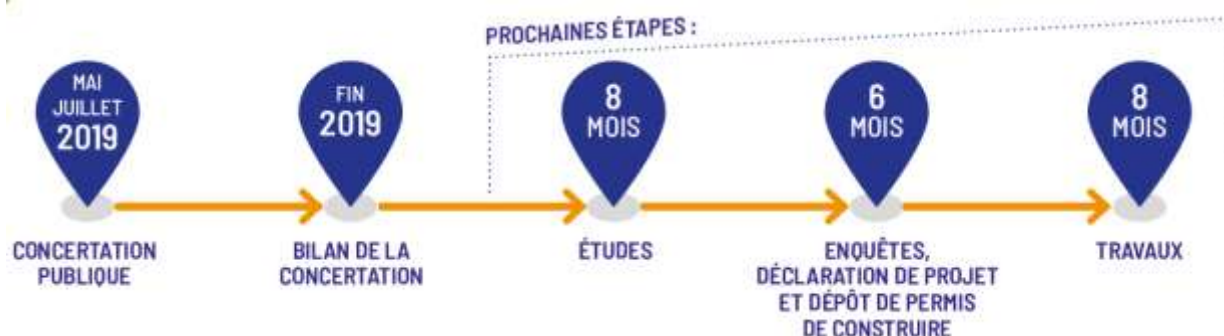 PROCHAINES ÉTAPES :
MAI
JUILLET
2019
FIN
2019
8
MOIS
6
MOIS
8
MOIS
CONCERTATION
PUBLIQUE
BILAN DE LA
CONCERTATION
ÉTUDES
ENQUÊTES,
DÉCLARATION DE PROJET
ET DÉPÔT DE PERMIS
DE CONSTRUIRE
TRAVAUX